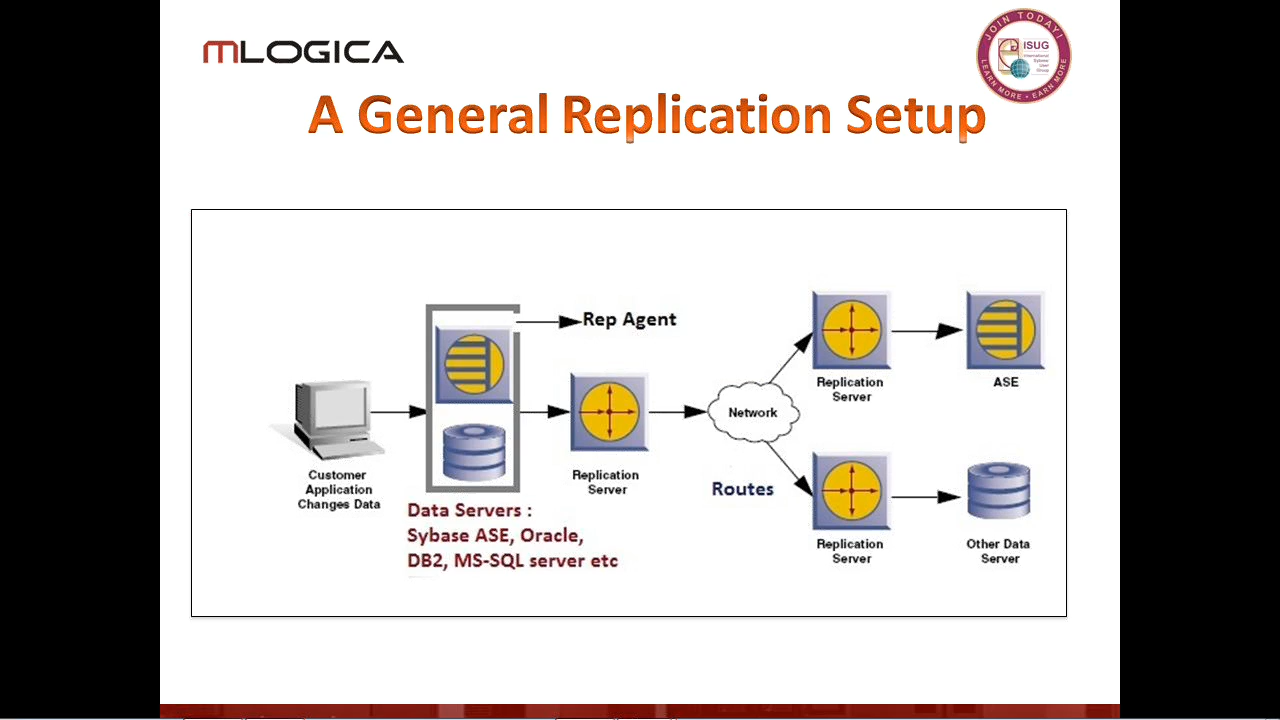 mLOGICA
JOIN TODAY!
ISUG
International
Sybase
User
Group
LEARN MORE • EARN MORE
A General Replication Setup
Rep Agent
Replication
Server
ASE
Network
Customer
Application
Changes Data
Replication
Server
Routes
Data Servers :
Sybase ASE, Oracle,
DB2, MS-SQL server etc
Replication
Server
Other Data
Server